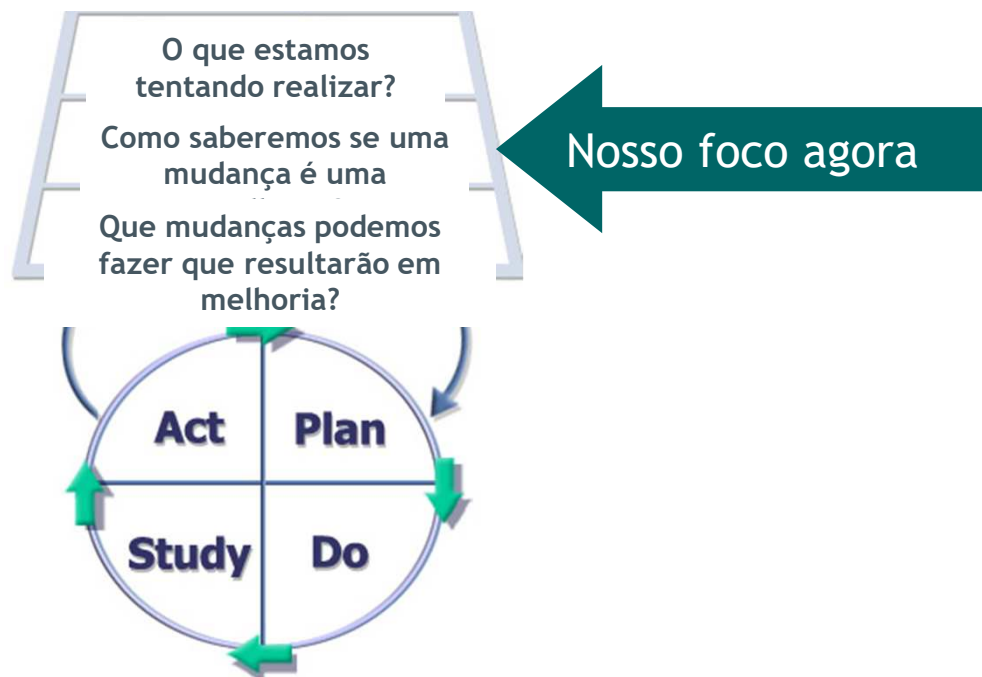 O que estamos
tentando realizar?
Como saberemos se uma
mudança é uma
Que mudanças podemos
fazer que resultarão em
melhoria?
Nosso foco agora
Act
Plan
Study
Do